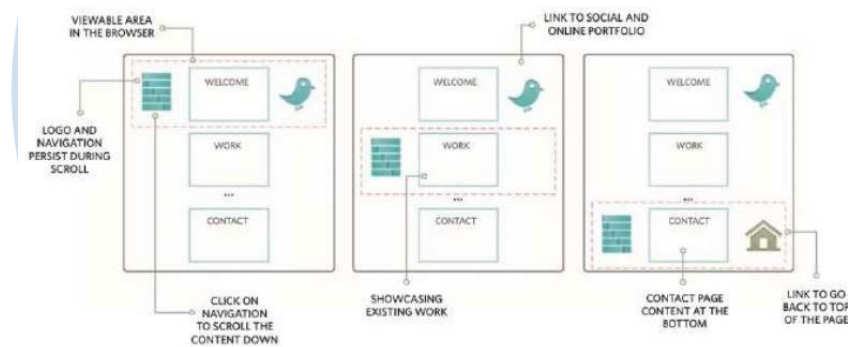 VIEWABLE AREA
IN THE BROWSER
LINK TO SOCIAL AND
ONLINE PORTFOLIO
LOGO AND
NAVIGATION
PERSIST DURING
SCROLL
WELCOME
WORK
...
CONTACT
WELCOME
WORK
...
CONTACT
WELCOME
WORK
...
CONTACT
CLICK ON
NAVIGATION
TO SCROLL THE
CONTENT DOWN
SHOWCASING
EXISTING WORK
CONTACT PAGE
CONTENT AT THE
BOTTOM
LINK TO GO
BACK TO TOP
OF THE PAGE